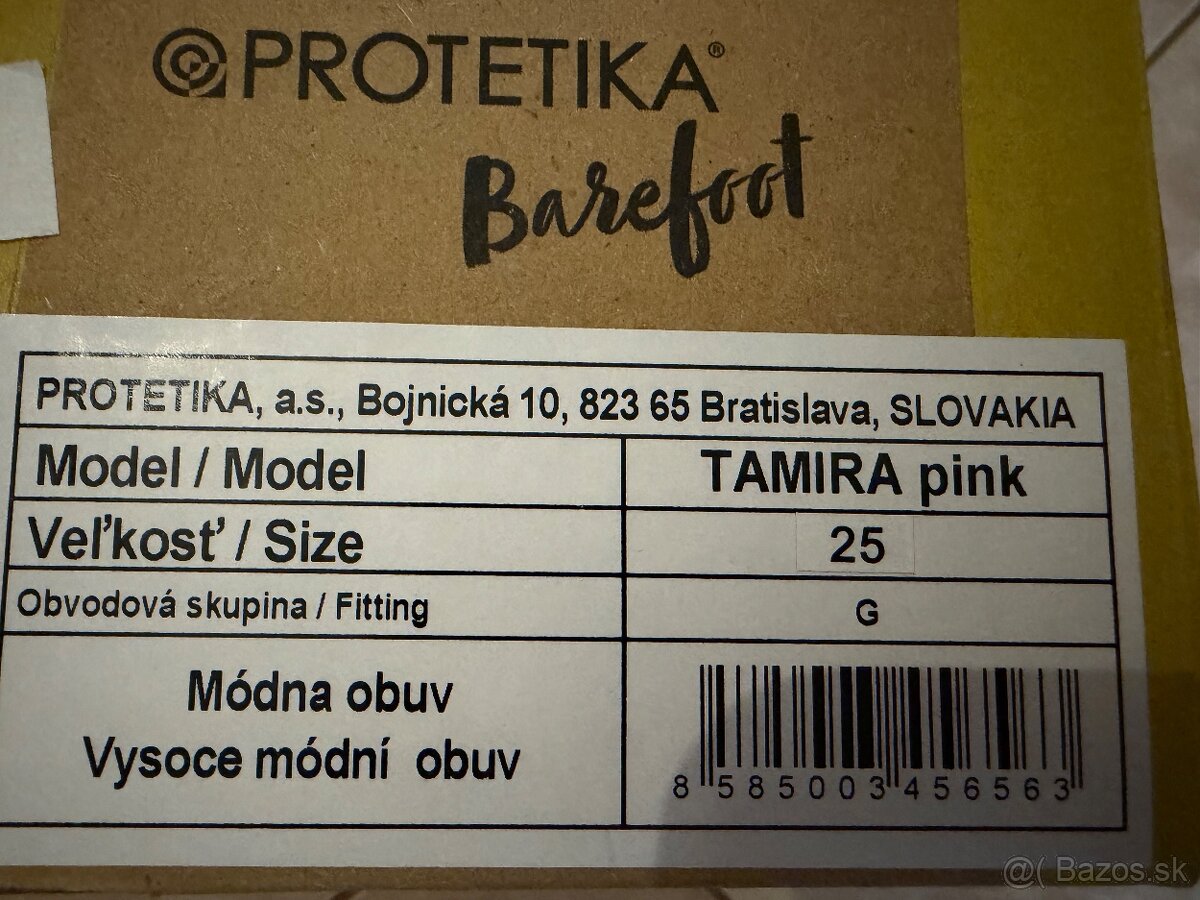 PROTETIKA®
Barefoot
PROTETIKA, a.s., Bojnická 10, 823 65 Bratislava, SLOVAKIA
Model / Model TAMIRA pink
Veľkosť / Size 25
Obvodová skupina / Fitting G
Módna obuv
Vysoce módní obuv
8 585003 456563
@( Bazos.sk